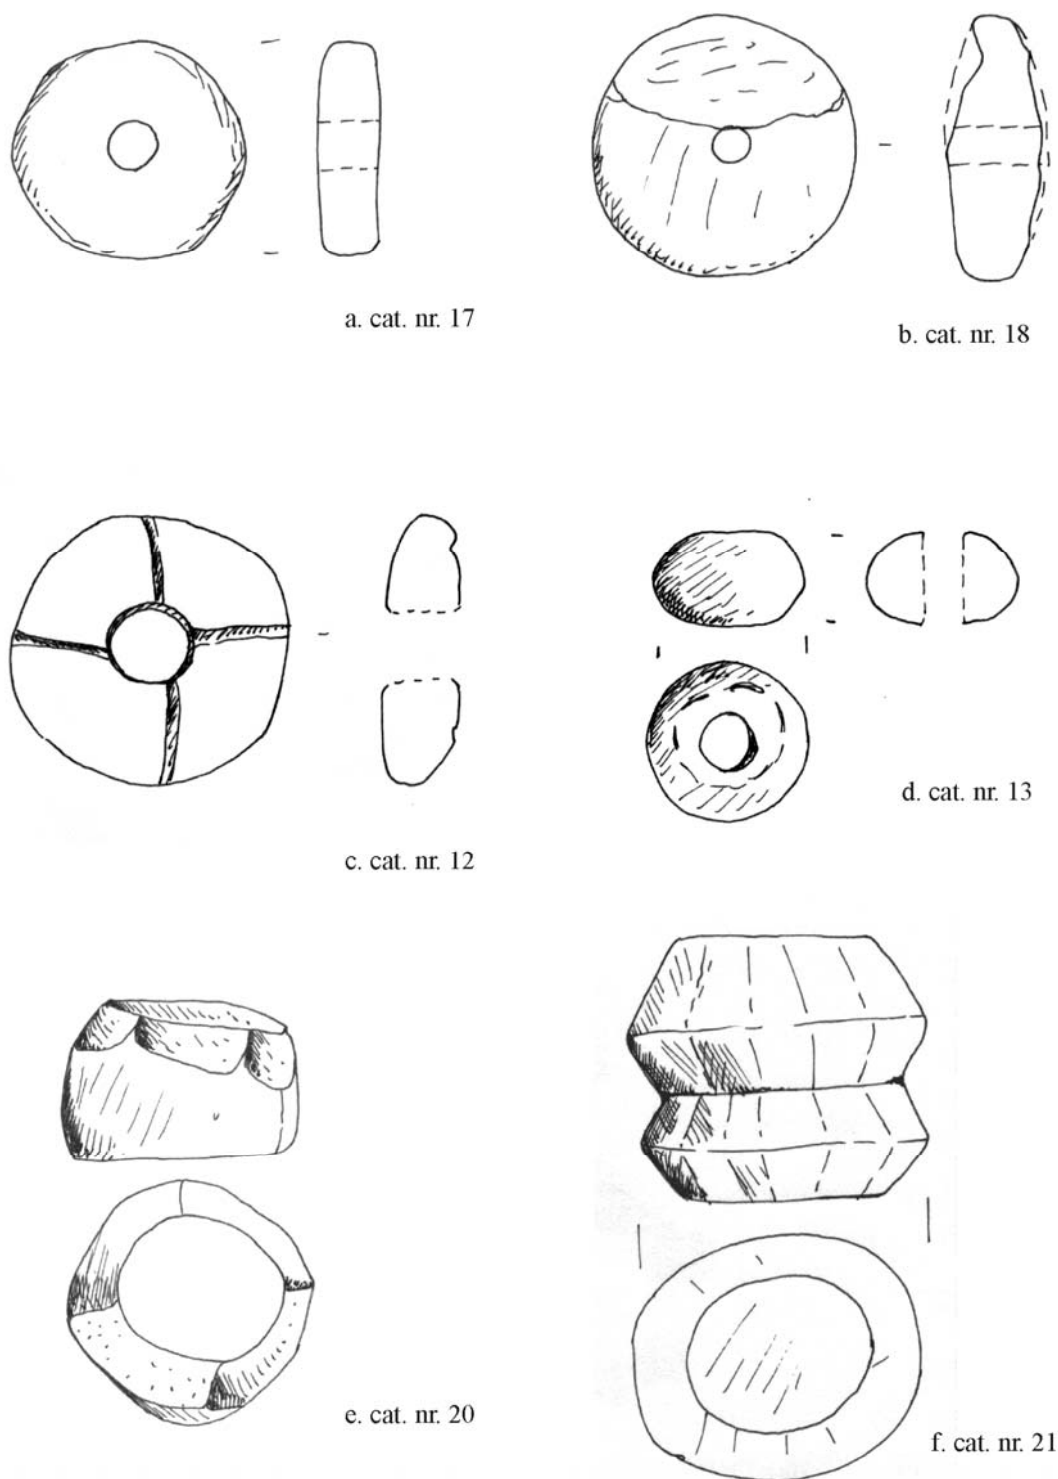 a. cat. nr. 17
b. cat. nr. 18
c. cat. nr. 12
d. cat. nr. 13
e. cat. nr. 20
f. cat. nr. 21